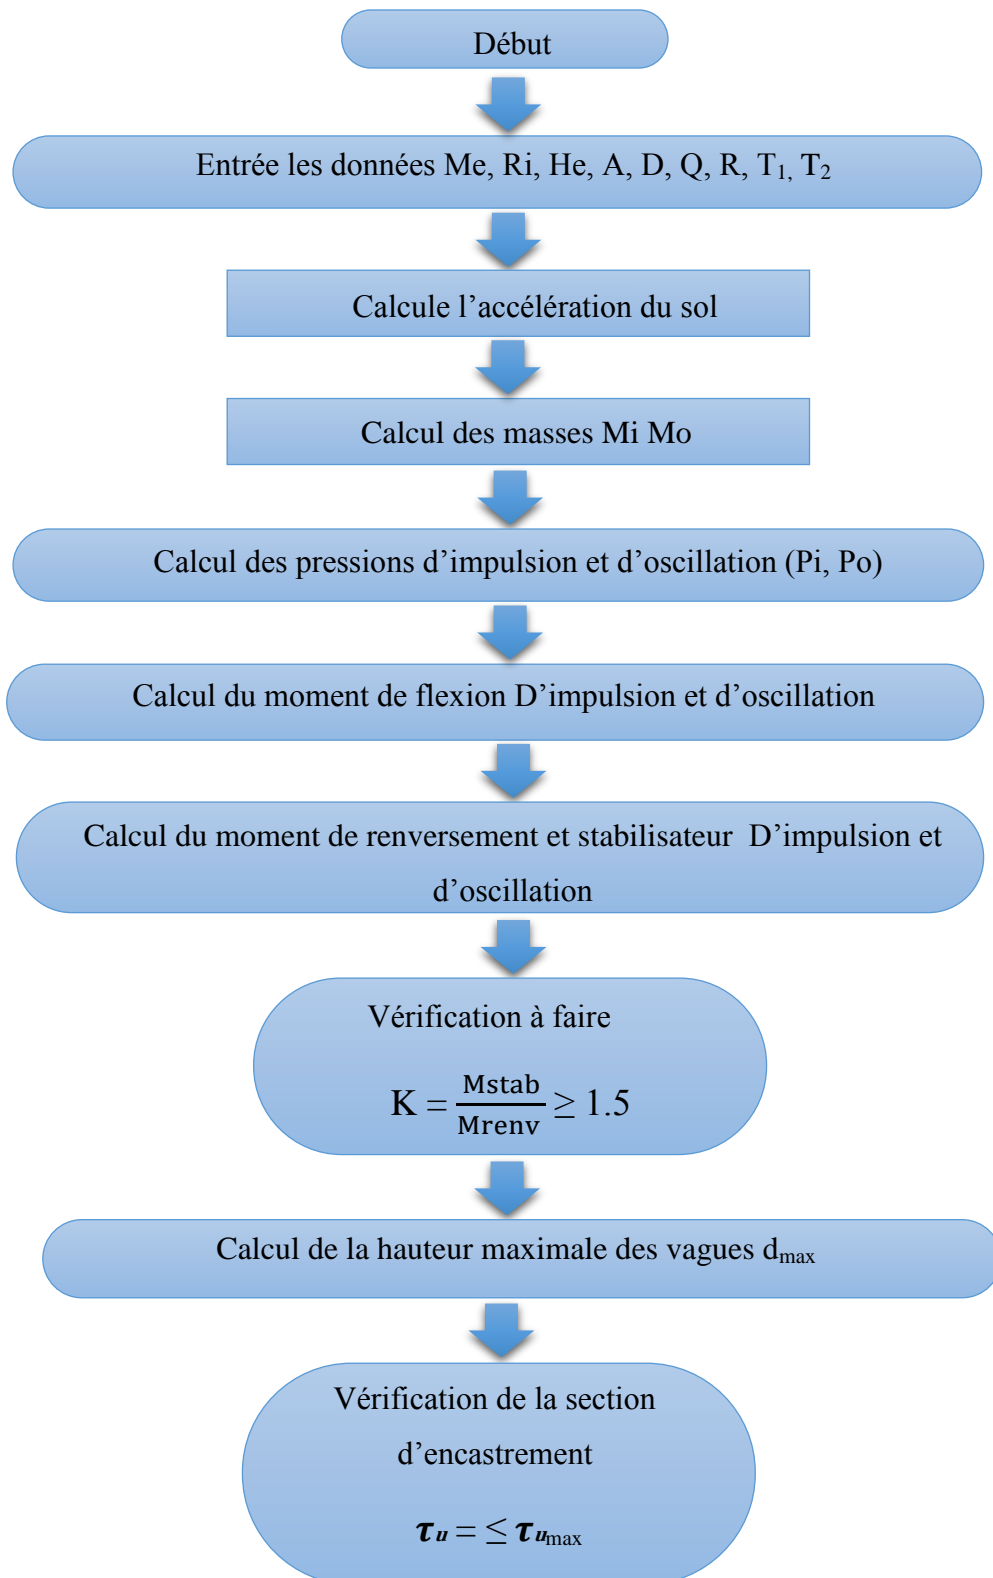 Début
Entrée les données Me, Ri, He, A, D, Q, R, T₁, T₂
Calcule l’accélération du sol
Calcul des masses Mi Mo
Calcul des pressions d’impulsion et d’oscillation (Pi, Po)
Calcul du moment de flexion D’impulsion et d’oscillation
Calcul du moment de renversement et stabilisateur D’impulsion et
d’oscillation
Vérification à faire
K = Mstab/Mrenv ≥ 1.5
Calcul de la hauteur maximale des vagues dmax
Vérification de la section
d’encastrement
τu = ≤ τumax